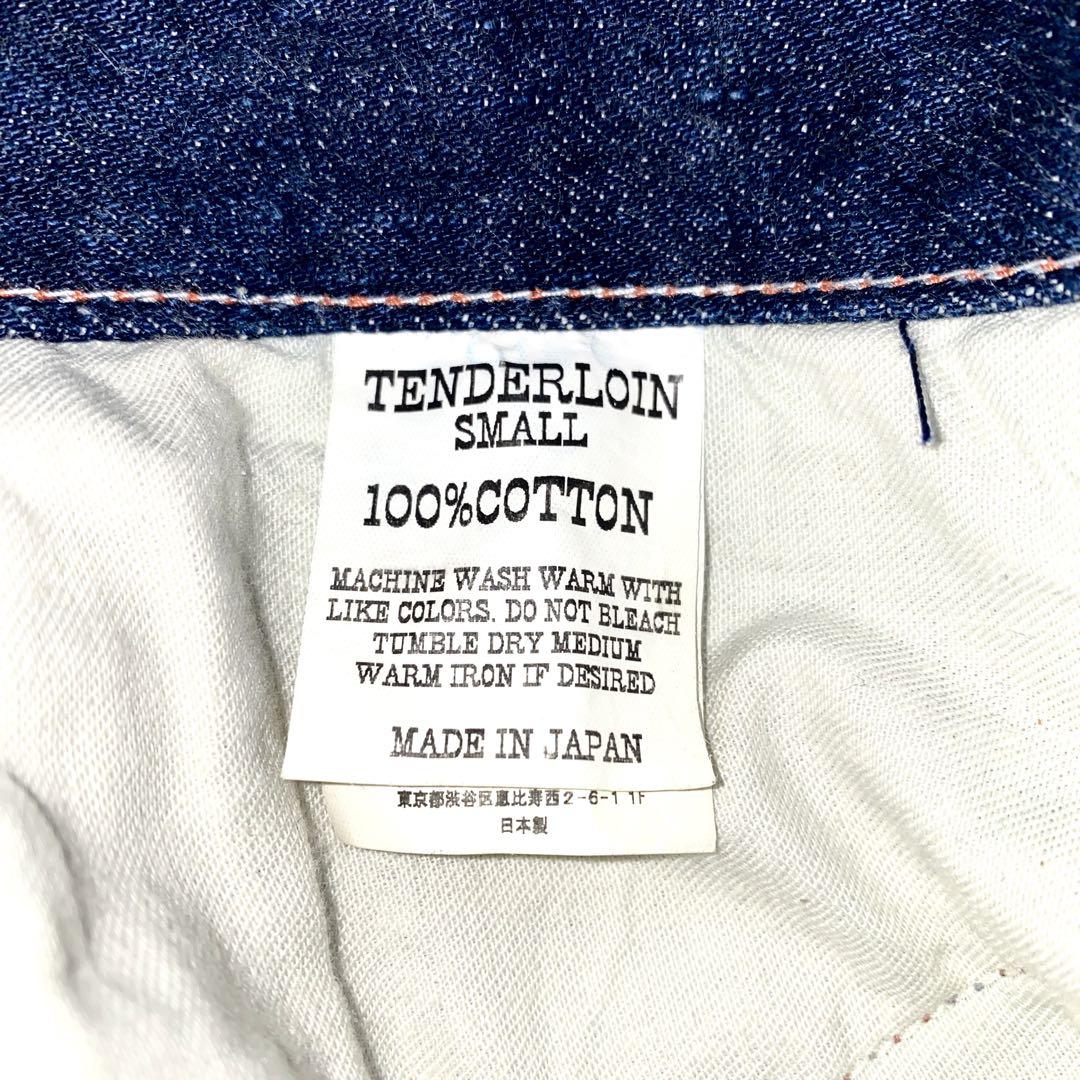 TENDERLOIN
SMALL
100%COTTON
MACHINE WASH WARM WITH
LIKE COLORS. DO NOT BLEACH
TUMBLE DRY MEDIUM
WARM IRON IF DESIRED
MADE IN JAPAN
東京都渋谷区恵比寿西2-6-1 1F
日本製